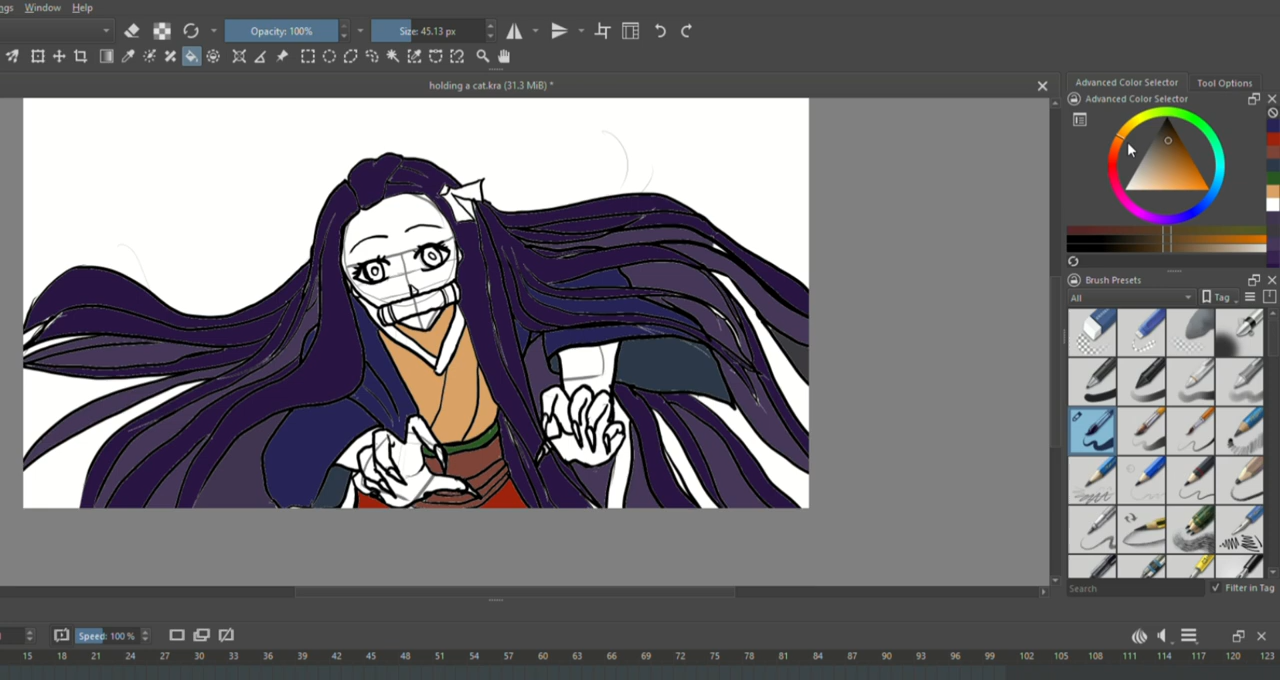 ngs Window Help
Opacity: 100%
Size: 45.13 px
holding a cat.kra (31.3 MiB) *
Advanced Color Selector
Tool Options
Advanced Color Selector
Brush Presets
All
Tag
Search
Filter in Tag
Speed: 100 %
15 18 21 24 27 30 33 36 39 42 45 48 51 54 57 60 63 66 69 72 75 78 81 84 87 90 93 96 99 102 105 108 111 114 117 120 123